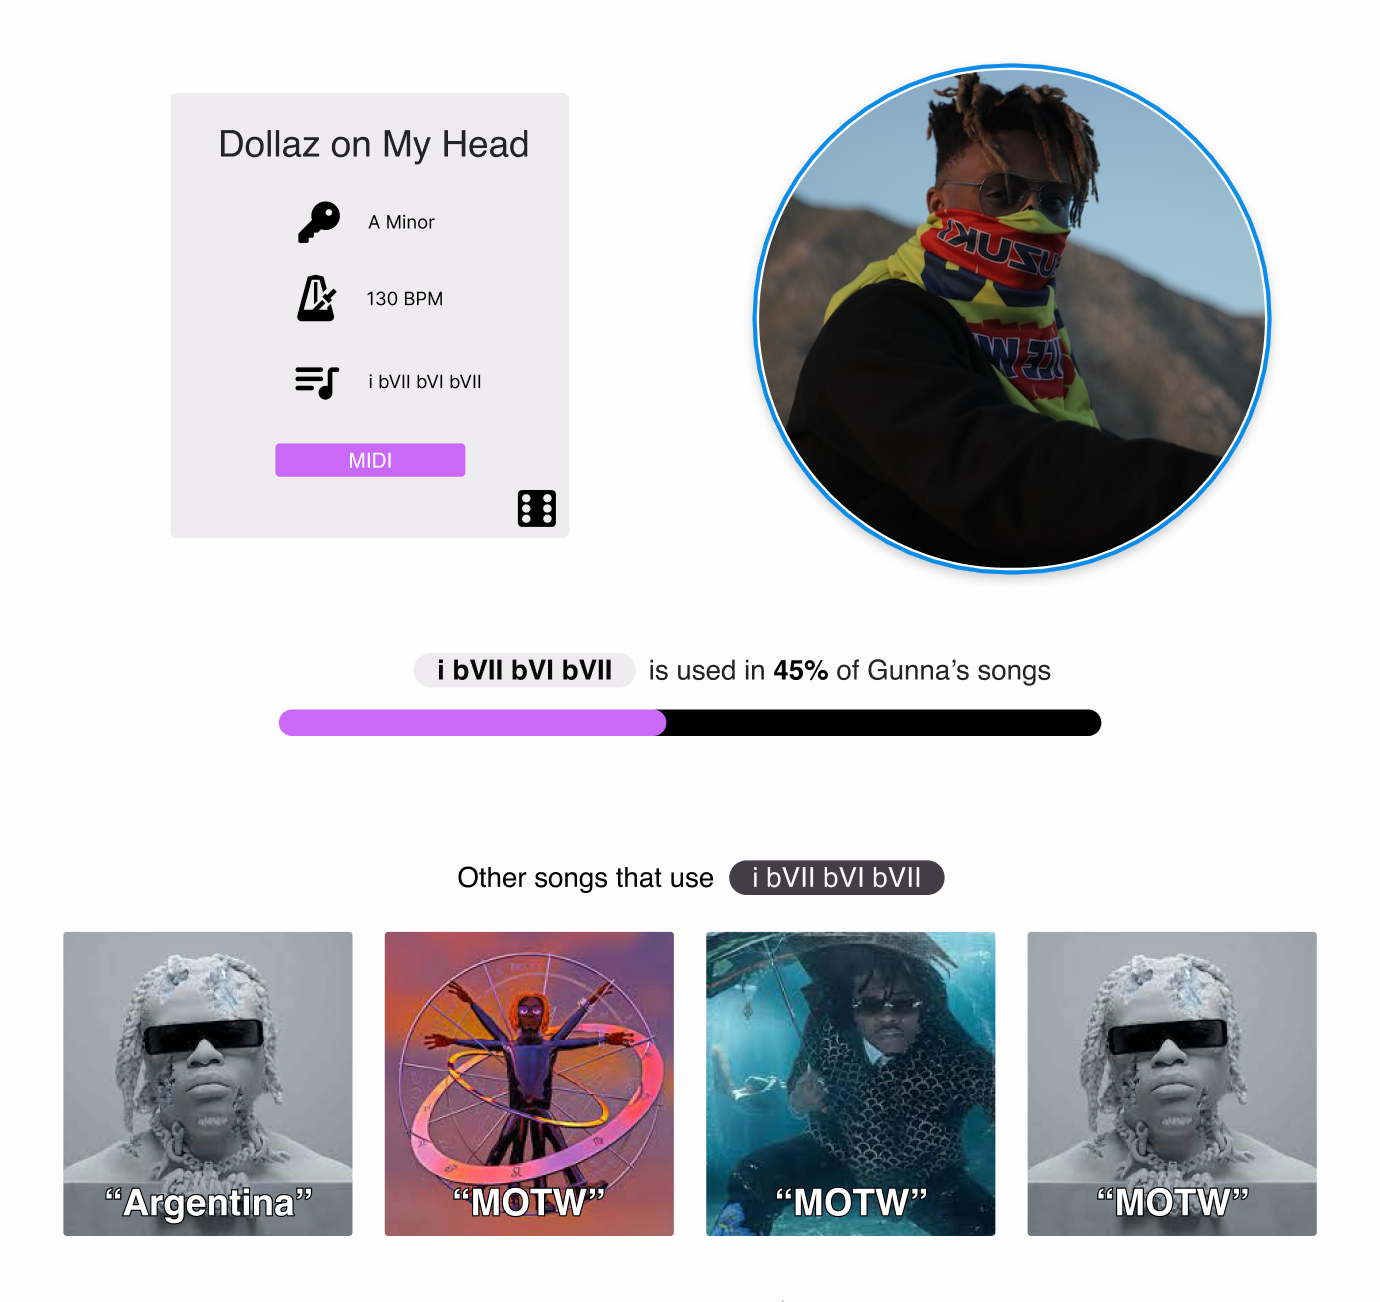 Dollaz on My Head
A Minor
130 BPM
i bVII bVI bVII
MIDI
i bVII bVI bVII is used in 45% of Gunna’s songs
Other songs that use i bVII bVI bVII
“Argentina”
“MOTW”
“MOTW”
“MOTW”